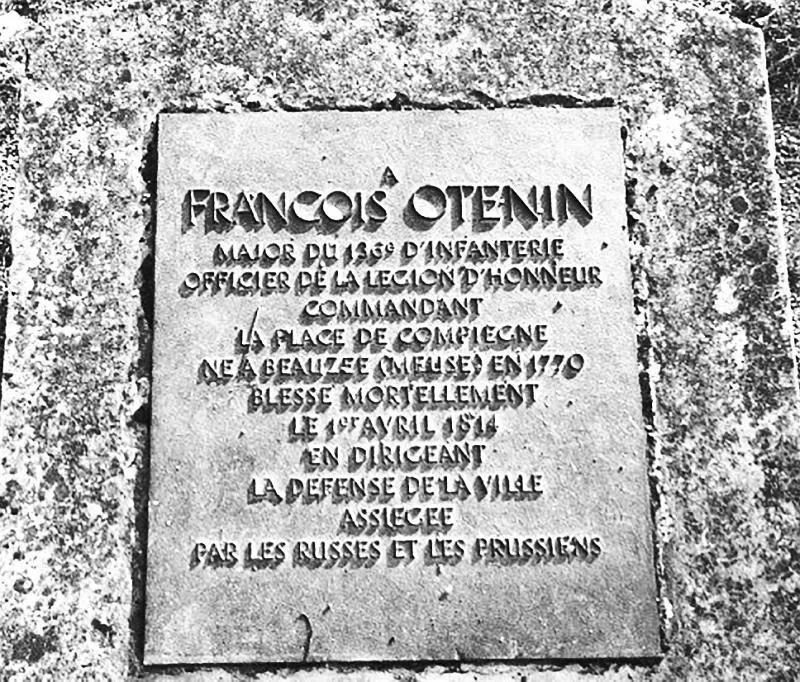 A
FRANCOIS OTENIN
MAJOR DU 136e D'INFANTERIE
OFFICIER DE LA LEGION D'HONNEUR
COMMANDANT
LA PLACE DE COMPIEGNE
NE A BEAUZEE (MEUSE) EN 1770
BLESSE MORTELLEMENT
LE 1er AVRIL 1814
EN DIRIGEANT
LA DEFENSE DE LA VILLE
ASSIEGEE
PAR LES RUSSES ET LES PRUSSIENS